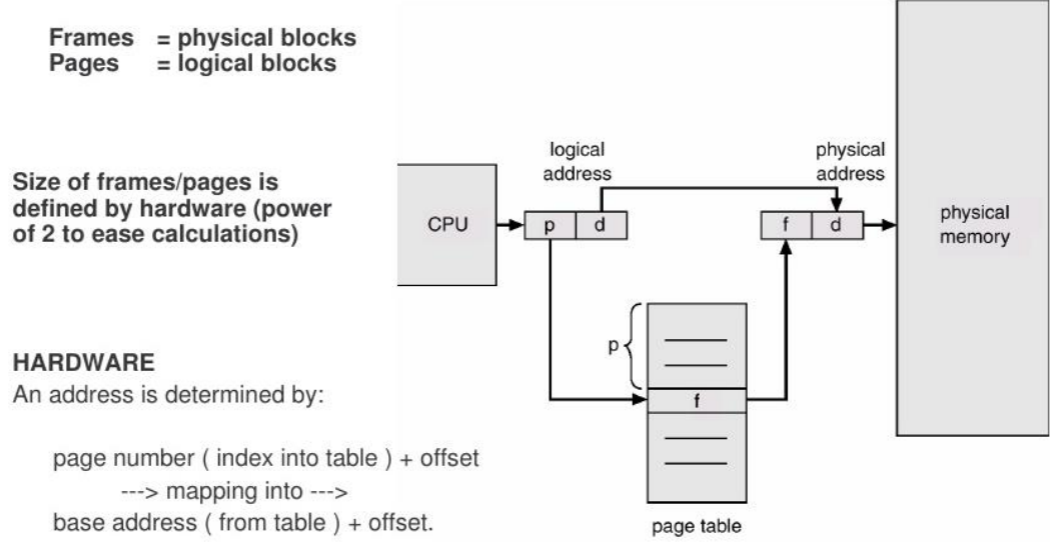 Frames = physical blocks
Pages = logical blocks
Size of frames/pages is
defined by hardware (power
of 2 to ease calculations)
HARDWARE
An address is determined by:
page number ( index into table ) + offset
---> mapping into --->
base address ( from table ) + offset.
logical
address
physical
address
CPU
p d
f d
physical
memory
p
f
page table